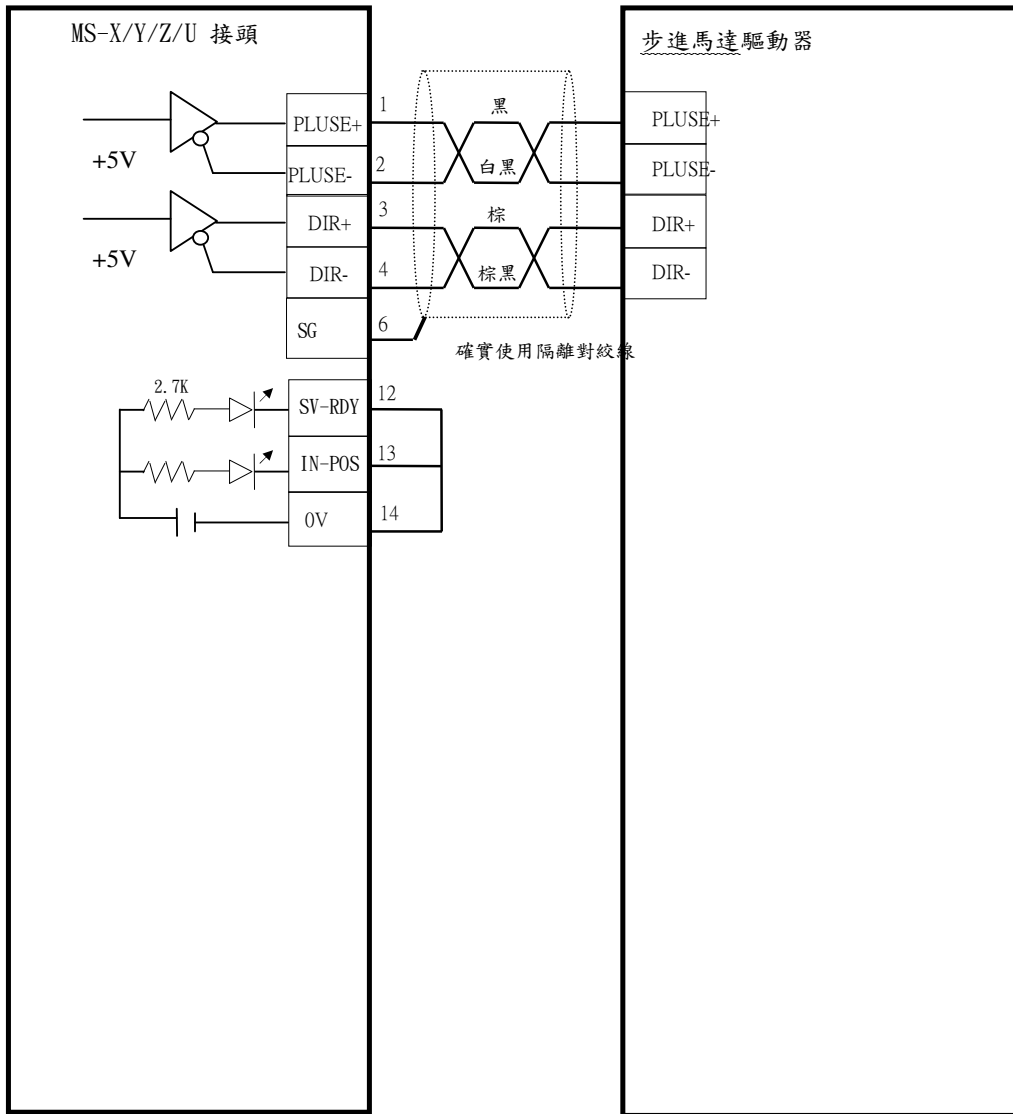 MS-X/Y/Z/U 接頭
步進馬達驅動器
+5V
+5V
PLUSE+
PLUSE-
DIR+
DIR-
SG
1
2
3
4
6
黑
白黑
棕
棕黑
PLUSE+
PLUSE-
DIR+
DIR-
確實使用隔離對絞線
2.7K
SV-RDY
IN-POS
0V
12
13
14